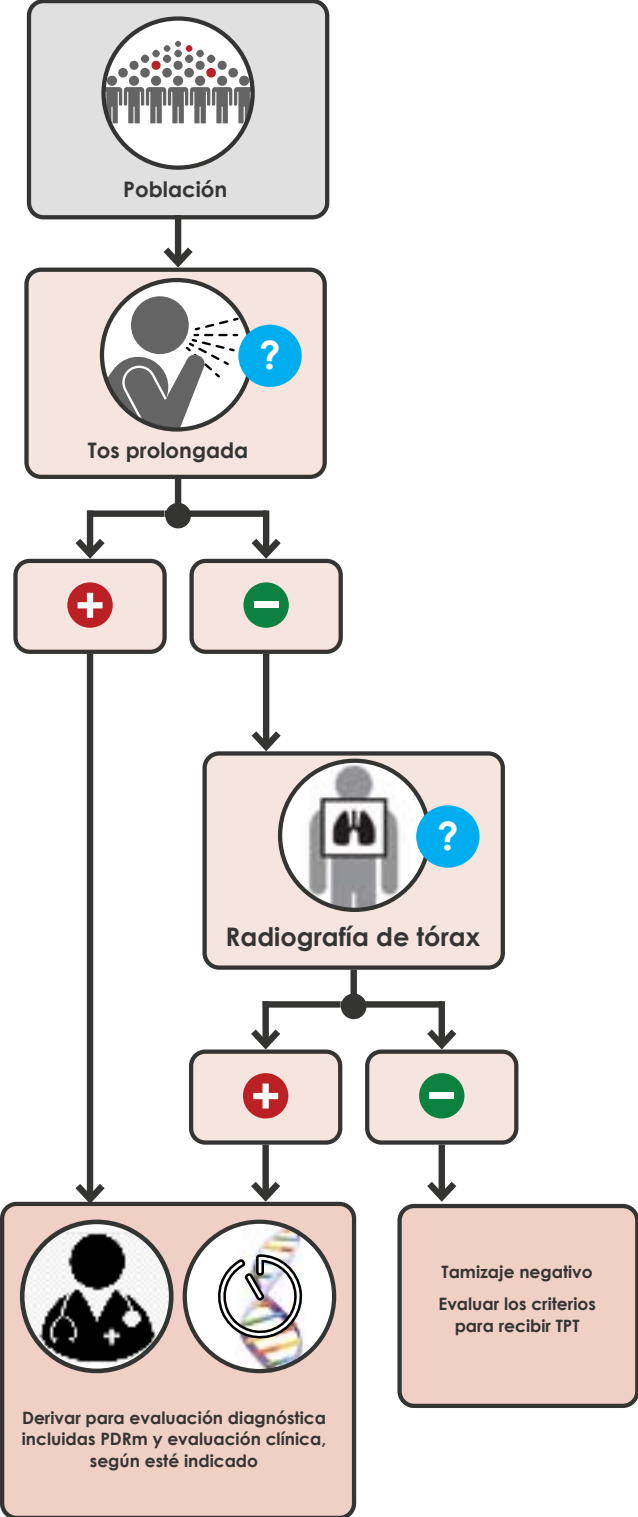 Población
?
Tos prolongada
+
−
?
Radiografía de tórax
+
−
Tamizaje negativo
Evaluar los criterios
para recibir TPT
Derivar para evaluación diagnóstica
incluidas PDRm y evaluación clínica,
según esté indicado